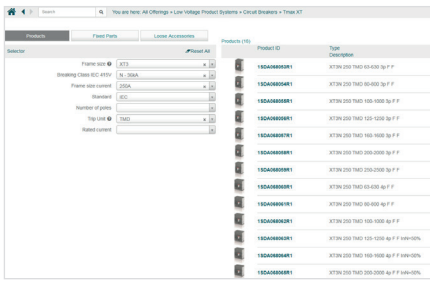 Search
You are here: All Offerings » Low Voltage Product Systems » Circuit Breakers » Tmax XT
Products
Fixed Parts
Loose Accessories
Selector
Reset All
Frame size XT3
Breaking Class IEC 415V N - 36kA
Frame size current 250A
Standard IEC
Number of poles
Trip Unit TMD
Rated current
Products (16)
Product ID
Type
Description
1SDA068053R1 XT3N 250 TMD 63-630 3p F F
1SDA068054R1 XT3N 250 TMD 80-800 3p F F
1SDA068055R1 XT3N 250 TMD 100-1000 3p F F
1SDA068056R1 XT3N 250 TMD 125-1250 3p F F
1SDA068057R1 XT3N 250 TMD 160-1600 3p F F
1SDA068058R1 XT3N 250 TMD 200-2000 3p F F
1SDA068059R1 XT3N 250 TMD 250-2500 3p F F
1SDA068060R1 XT3N 250 TMD 63-630 4p F F
1SDA068061R1 XT3N 250 TMD 80-800 4p F F
1SDA068062R1 XT3N 250 TMD 100-1000 4p F F
1SDA068063R1 XT3N 250 TMD 125-1250 4p F F InN=50%
1SDA068064R1 XT3N 250 TMD 160-1600 4p F F InN=50%
1SDA068065R1 XT3N 250 TMD 200-2000 4p F F InN=50%